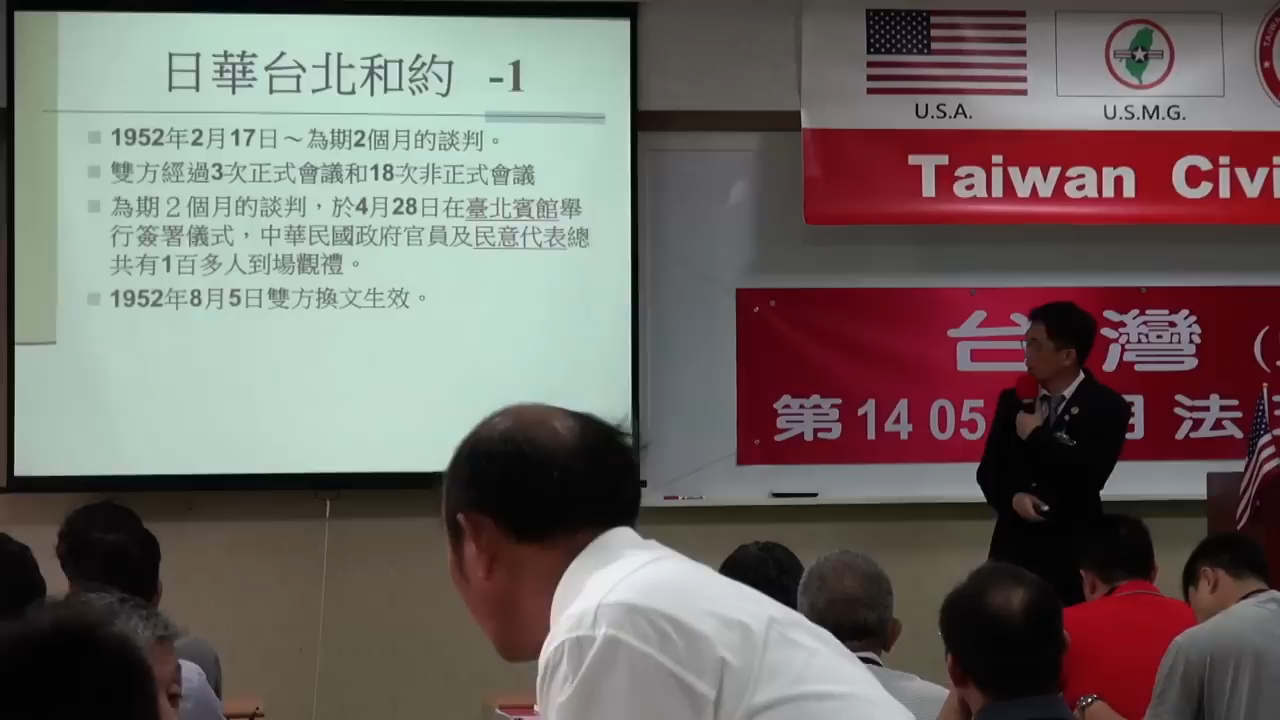 日華台北和約 -1
1952年2月17日～為期2個月的談判。
雙方經過3次正式會議和18次非正式會議
為期２個月的談判，於4月28日在臺北賓館舉
行簽署儀式，中華民國政府官員及民意代表總
共有1百多人到場觀禮。
1952年8月5日雙方換文生效。
U.S.A.
U.S.M.G.
Taiwan Civi
台灣（
第14 05
法